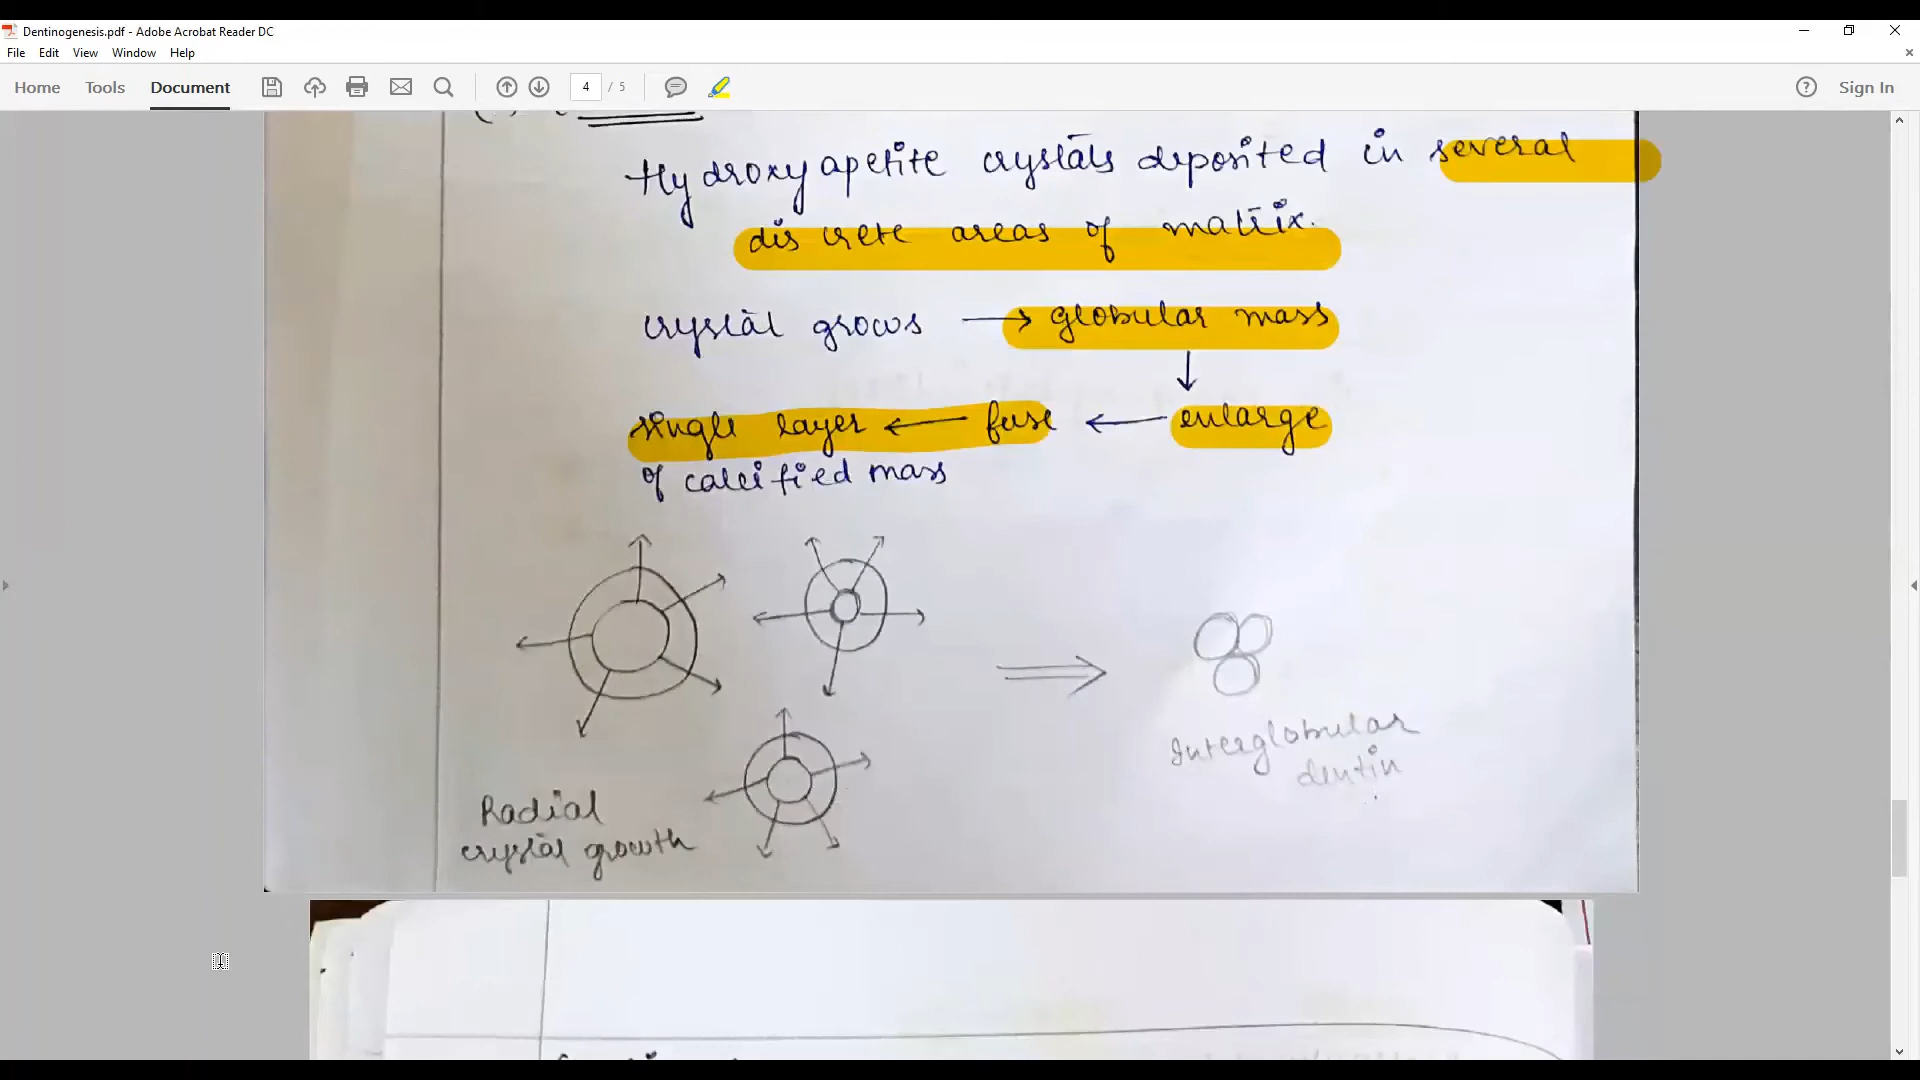 Dentinogenesis.pdf - Adobe Acrobat Reader DC
File Edit View Window Help
Home Tools Document 4 / 5 Sign In
Hydroxyapetite crystals deposited in several
discrete areas of matrix.
crystal grows → globular mass
↓
single layer ← fuse ← enlarge
of calcified mass
⇒
Interglobular
dentin
Radial
crystal growth